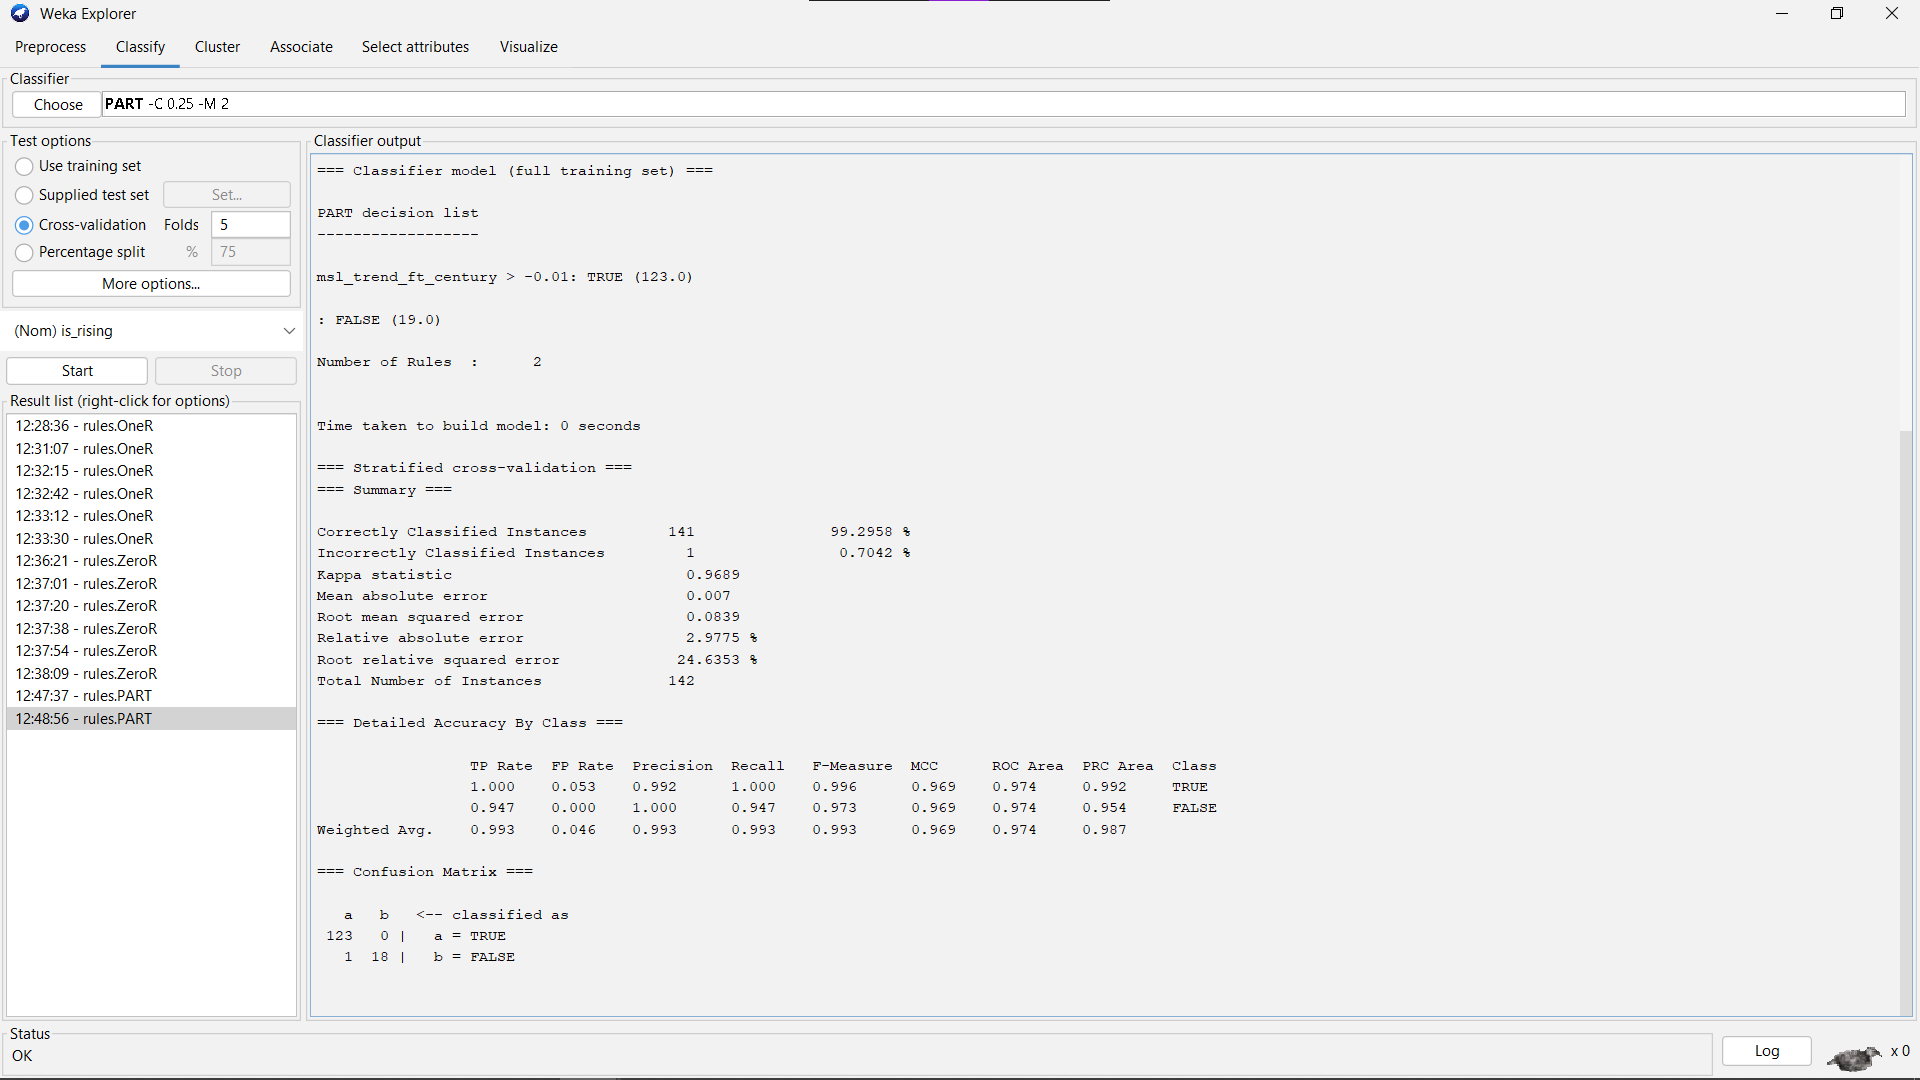 Weka Explorer
Preprocess Classify Cluster Associate Select attributes Visualize
Classifier
Choose PART -C 0.25 -M 2
Test options
Use training set
Supplied test set Set...
Cross-validation Folds 5
Percentage split % 75
More options...
(Nom) is_rising
Start Stop
Result list (right-click for options)
12:28:36 - rules.OneR
12:31:07 - rules.OneR
12:32:15 - rules.OneR
12:32:42 - rules.OneR
12:33:12 - rules.OneR
12:33:30 - rules.OneR
12:36:21 - rules.ZeroR
12:37:01 - rules.ZeroR
12:37:20 - rules.ZeroR
12:37:38 - rules.ZeroR
12:37:54 - rules.ZeroR
12:38:09 - rules.ZeroR
12:47:37 - rules.PART
12:48:56 - rules.PART
Classifier output
=== Classifier model (full training set) ===
PART decision list
------------------
msl_trend_ft_century > -0.01: TRUE (123.0)
: FALSE (19.0)
Number of Rules  :      2
Time taken to build model: 0 seconds
=== Stratified cross-validation ===
=== Summary ===
Correctly Classified Instances         141               99.2958 %
Incorrectly Classified Instances         1                0.7042 %
Kappa statistic                          0.9689
Mean absolute error                      0.007
Root mean squared error                  0.0839
Relative absolute error                  2.9775 %
Root relative squared error             24.6353 %
Total Number of Instances              142
=== Detailed Accuracy By Class ===
TP Rate  FP Rate  Precision  Recall   F-Measure  MCC      ROC Area  PRC Area  Class
1.000    0.053    0.992      1.000    0.996      0.969    0.974     0.992     TRUE
0.947    0.000    1.000      0.947    0.973      0.969    0.974     0.954     FALSE
Weighted Avg.    0.993    0.046    0.993      0.993    0.993      0.969    0.974     0.987
=== Confusion Matrix ===
a   b   <-- classified as
123   0 |   a = TRUE
1  18 |   b = FALSE
Status
OK
Log x 0